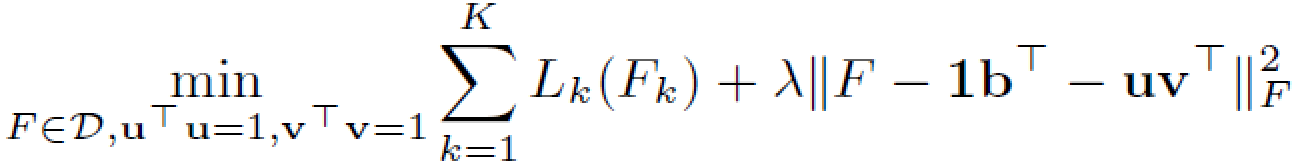 \min_{F \in \mathcal{D}, \mathbf{u}^\top \mathbf{u} = 1, \mathbf{v}^\top \mathbf{v} = 1} \sum_{k=1}^{K} L_k(F_k) + \lambda \| F - \mathbf{1}\mathbf{b}^\top - \mathbf{u}\mathbf{v}^\top \|_F^2